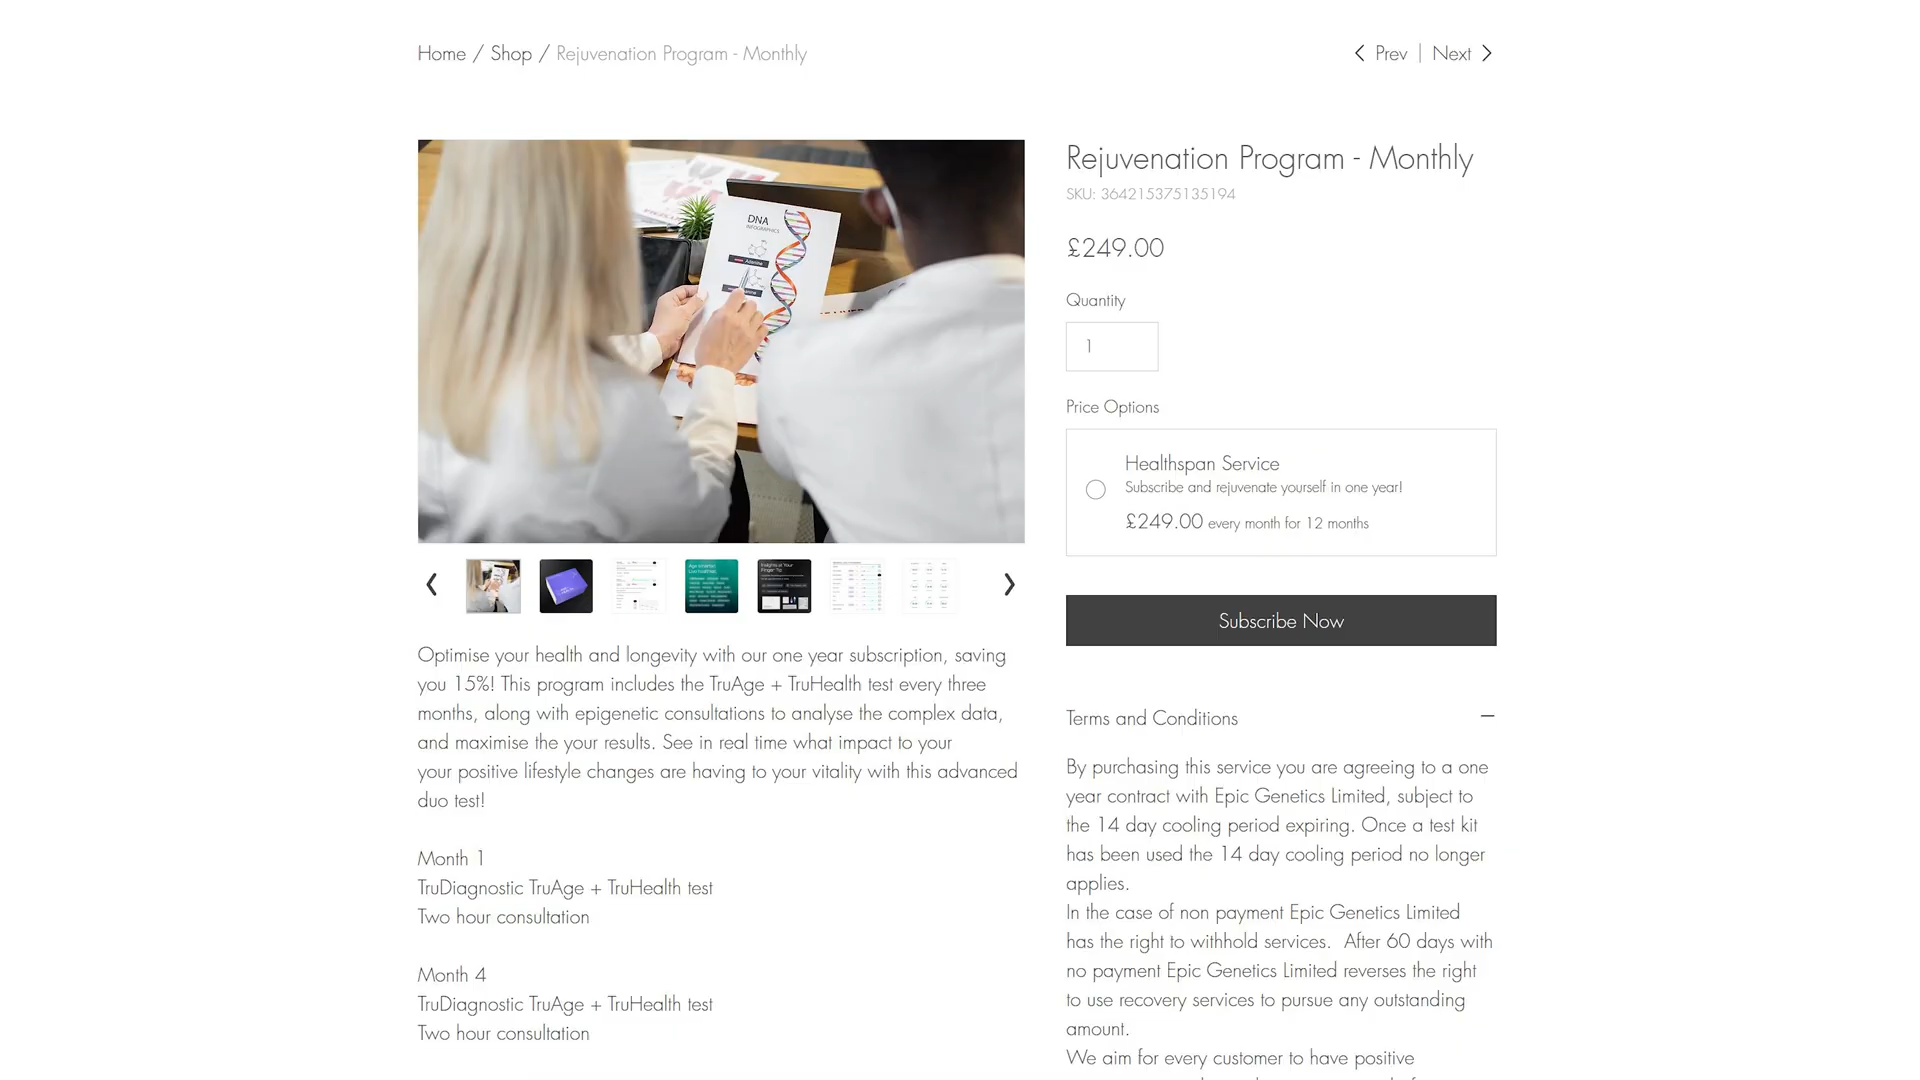 Home / Shop / Rejuvenation Program - Monthly
Prev | Next
DNA
INFOGRAPHICS
Adenine
Rejuvenation Program - Monthly
SKU: 364215375135194
£249.00
Quantity
1
Price Options
Healthspan Service
Subscribe and rejuvenate yourself in one year!
£249.00 every month for 12 months
Subscribe Now
Optimise your health and longevity with our one year subscription, saving
you 15%! This program includes the TruAge + TruHealth test every three
months, along with epigenetic consultations to analyse the complex data,
and maximise the your results. See in real time what impact to your
your positive lifestyle changes are having to your vitality with this advanced
duo test!
Month 1
TruDiagnostic TruAge + TruHealth test
Two hour consultation
Month 4
TruDiagnostic TruAge + TruHealth test
Two hour consultation
Terms and Conditions
By purchasing this service you are agreeing to a one
year contract with Epic Genetics Limited, subject to
the 14 day cooling period expiring. Once a test kit
has been used the 14 day cooling period no longer
applies.
In the case of non payment Epic Genetics Limited
has the right to withhold services.  After 60 days with
no payment Epic Genetics Limited reverses the right
to use recovery services to pursue any outstanding
amount.
We aim for every customer to have positive